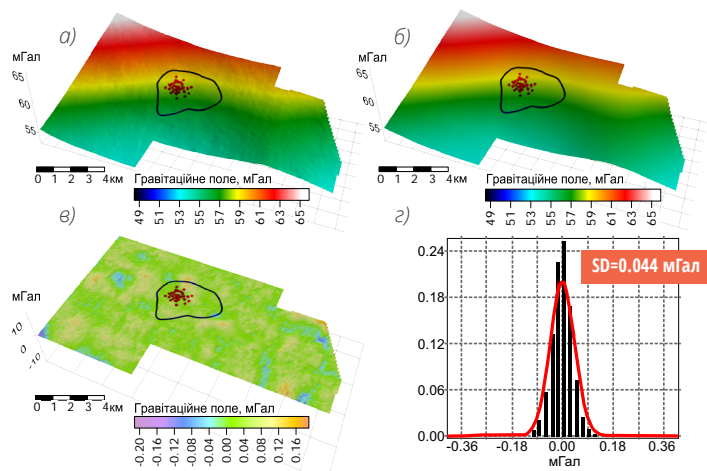 а)
мГал
65
60
55
0 1 2 3 4км
Гравітаційне поле, мГал
49 51 53 55 57 59 61 63 65
б)
мГал
65
60
55
0 1 2 3 4км
Гравітаційне поле, мГал
49 51 53 55 57 59 61 63 65
в)
мГал
10
0
-10
0 1 2 3 4км
Гравітаційне поле, мГал
-0.20 -0.16 -0.12 -0.08 -0.04 0.00 0.04 0.08 0.12 0.16
г)
SD=0.044 мГал
0.24
0.18
0.12
0.06
0.00
-0.36 -0.18 0.00 0.18 0.36
мГал